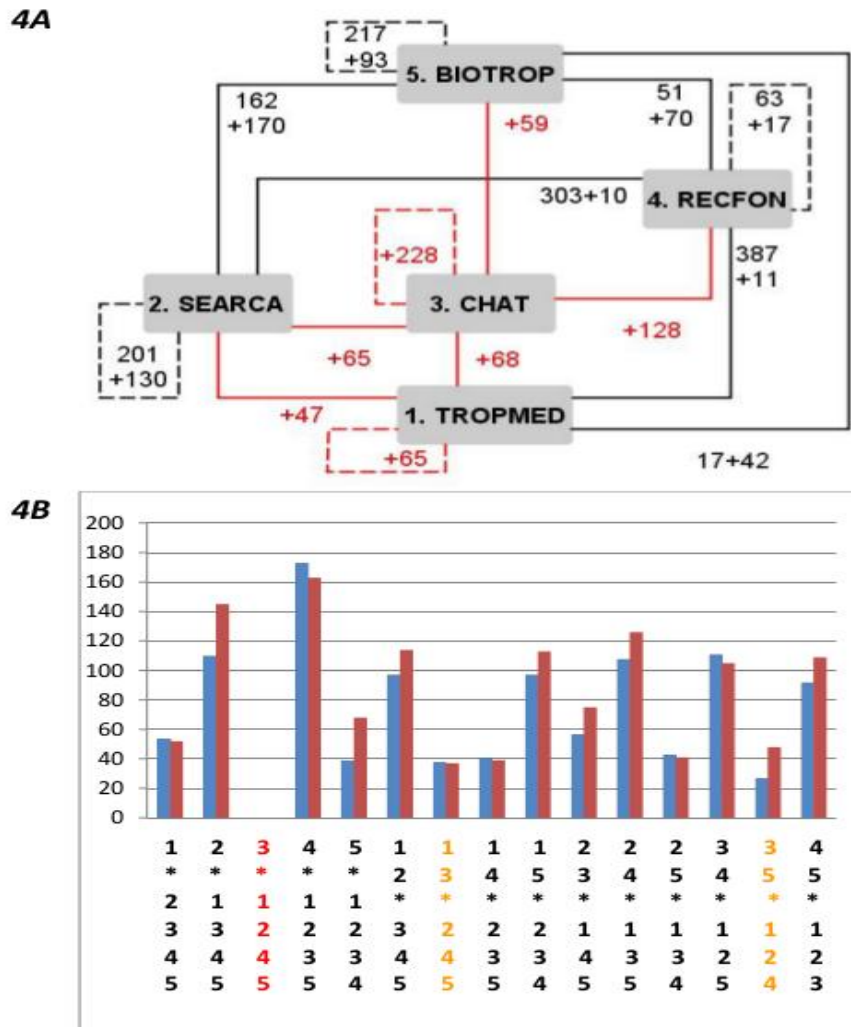 4A
217
+93
5. BIOTROP
162
+170
+59
51
+70
63
+17
303+10
4. RECFON
387
+11
+228
2. SEARCA
3. CHAT
+128
201
+130
+65
+68
+47
1. TROPMED
+65
17+42
4B
200
180
160
140
120
100
80
60
40
20
0
1 2 3 4 5 1 1 1 1 2 2 2 3 3 4
* * * * * 2 3 4 5 3 4 5 4 5 5
2 1 1 1 1 * * * * * * * * * *
3 3 2 2 2 3 2 2 2 1 1 1 1 1 1
4 4 4 3 3 4 4 3 3 4 3 3 2 2 2
5 5 5 5 4 5 5 5 4 5 5 4 5 4 3